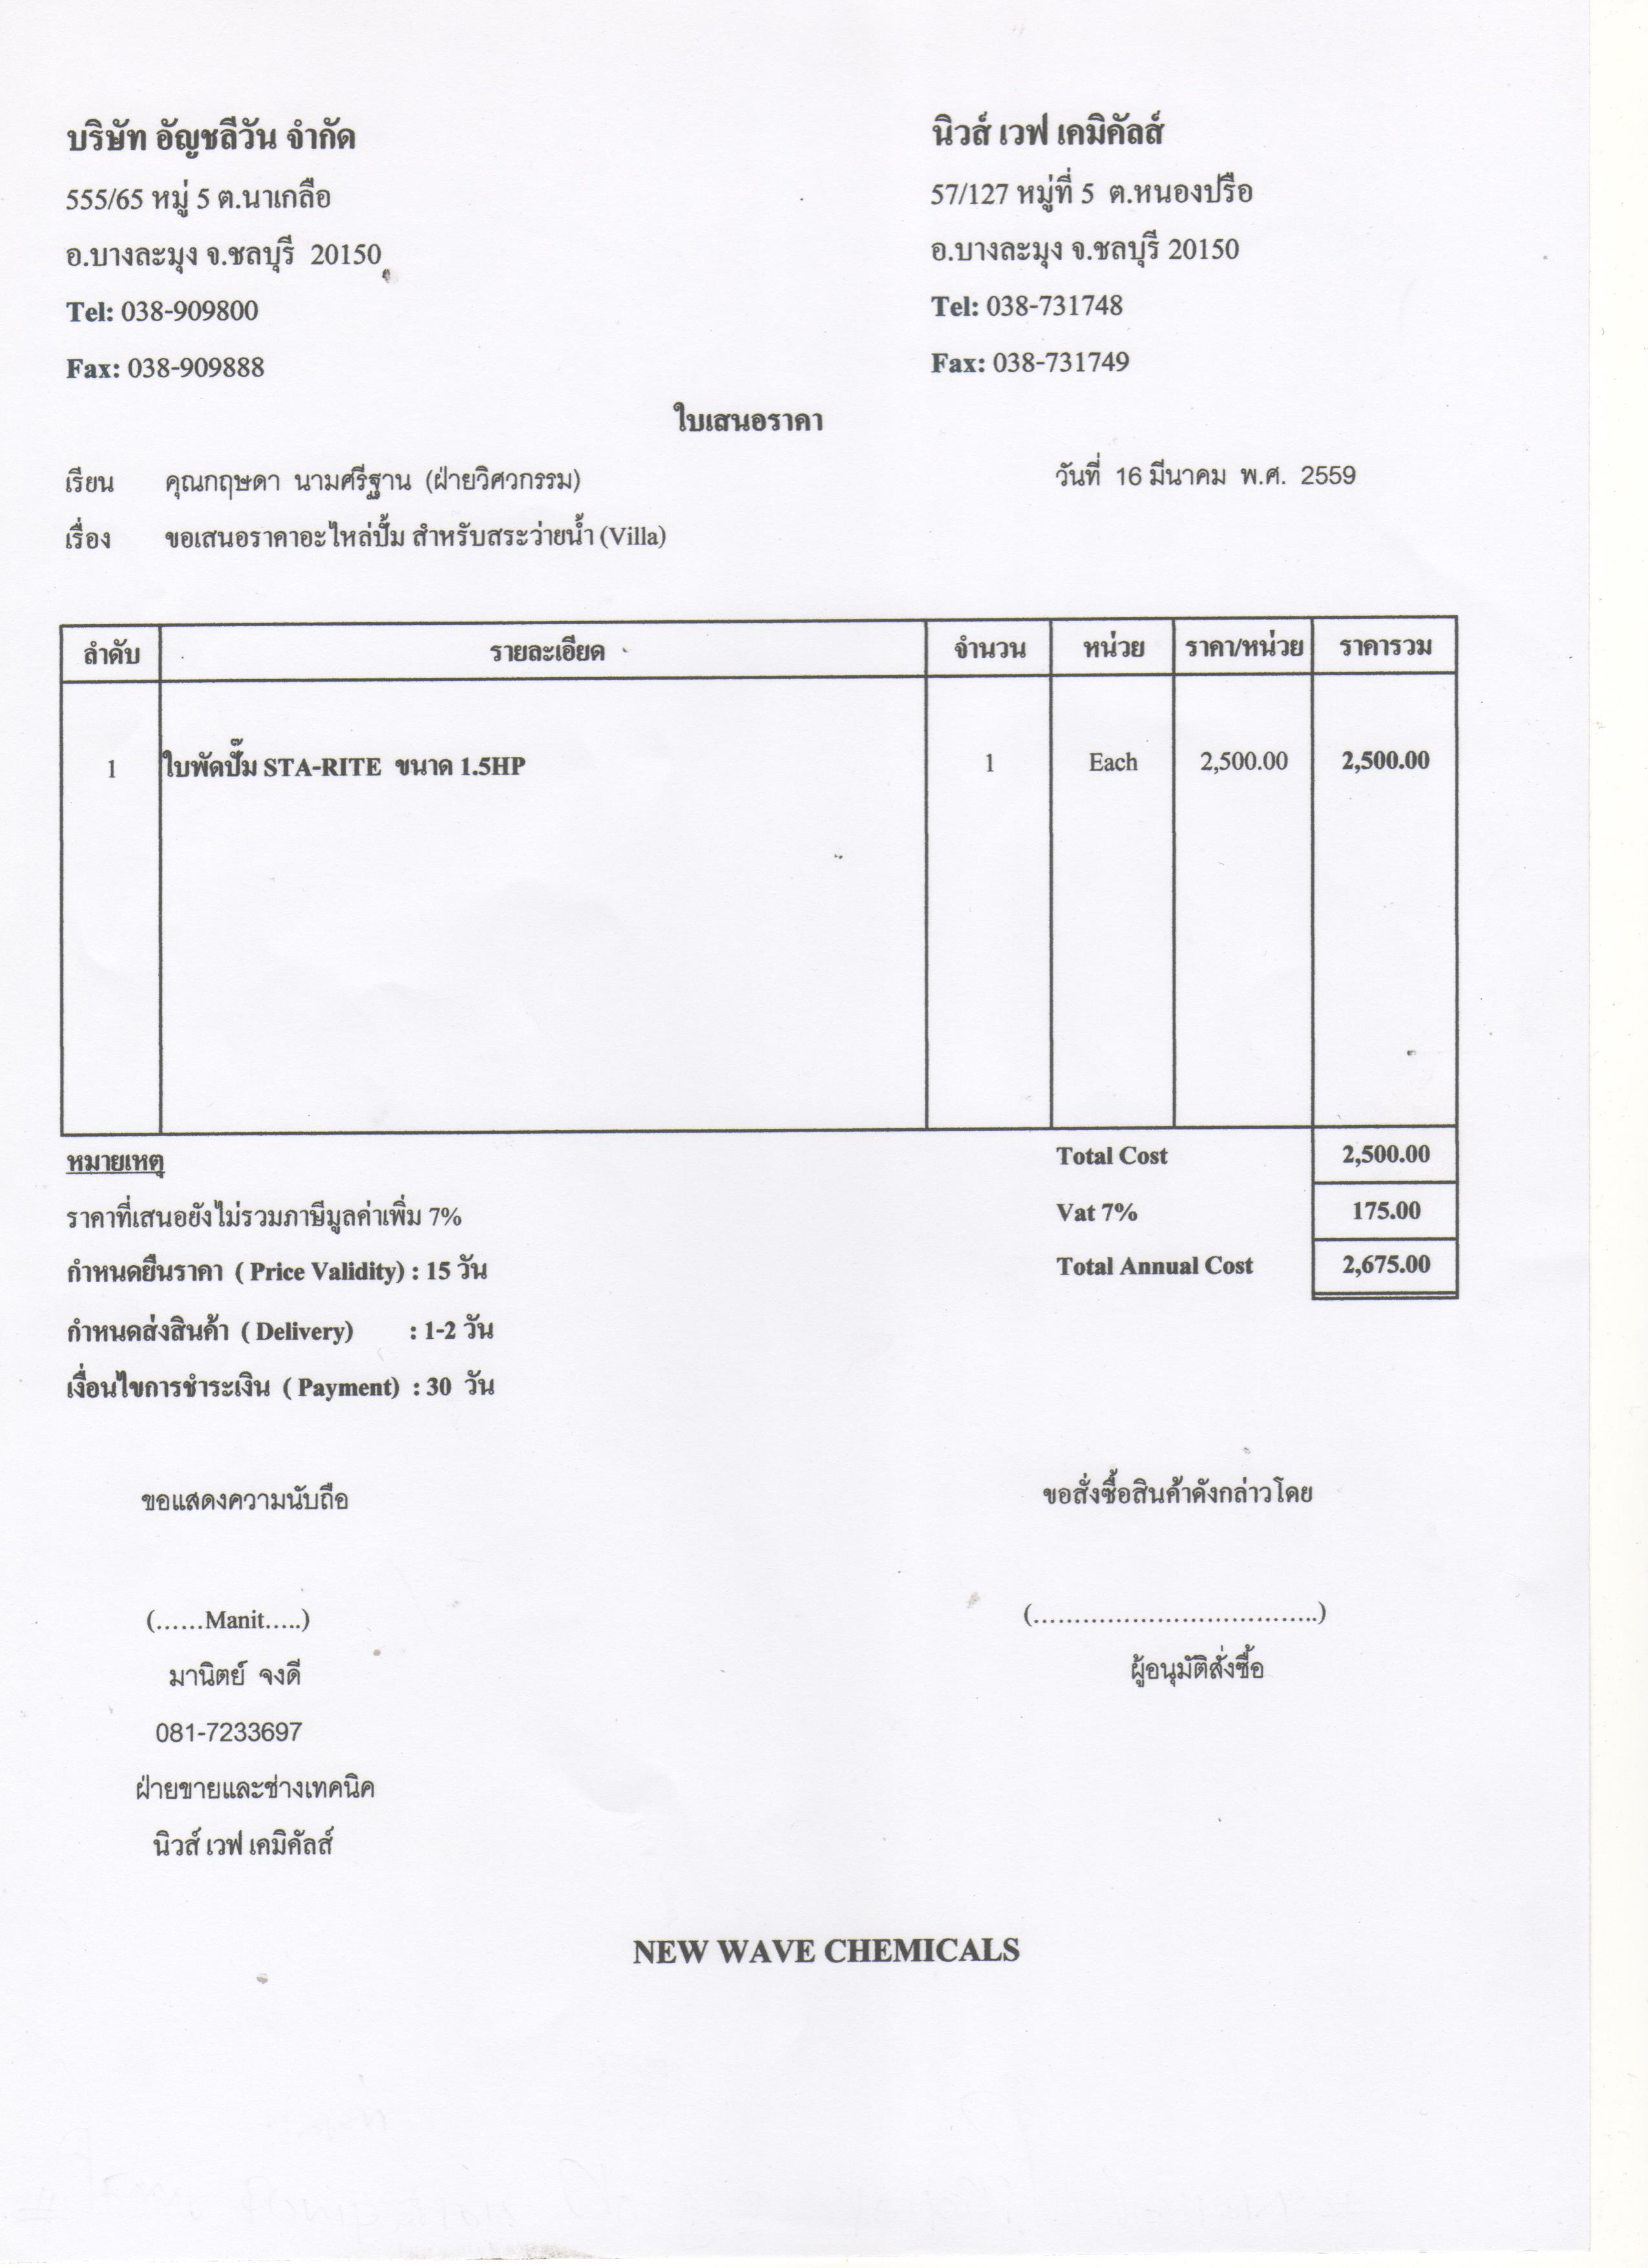 บริษัท อัญชลีวัน จำกัด
555/65 หมู่ 5 ต.นาเกลือ
อ.บางละมุง จ.ชลบุรี 20150
Tel: 038-909800
Fax: 038-909888
นิวส์ เวฟ เคมิคัลส์
57/127 หมู่ที่ 5 ต.หนองปรือ
อ.บางละมุง จ.ชลบุรี 20150
Tel: 038-731748
Fax: 038-731749
ใบเสนอราคา
เรียน คุณกฤษดา นามศรีฐาน (ฝ่ายวิศวกรรม)
วันที่ 16 มีนาคม พ.ศ. 2559
เรื่อง ขอเสนอราคาอะไหล่ปั้ม สำหรับสระว่ายน้ำ (Villa)
ลำดับ รายละเอียด จำนวน หน่วย ราคา/หน่วย ราคารวม
1 ใบพัดปั๊ม STA-RITE ขนาด 1.5HP 1 Each 2,500.00 2,500.00
หมายเหตุ
Total Cost 2,500.00
ราคาที่เสนอยังไม่รวมภาษีมูลค่าเพิ่ม 7%
Vat 7% 175.00
กำหนดยืนราคา ( Price Validity) : 15 วัน
Total Annual Cost 2,675.00
กำหนดส่งสินค้า ( Delivery) : 1-2 วัน
เงื่อนไขการชำระเงิน ( Payment) : 30 วัน
ขอแสดงความนับถือ
(......Manit.....)
มานิตย์ จงดี
081-7233697
ฝ่ายขายและช่างเทคนิค
นิวส์ เวฟ เคมิคัลส์
ขอสั่งซื้อสินค้าดังกล่าวโดย
(...................................)
ผู้อนุมัติสั่งซื้อ
NEW WAVE CHEMICALS